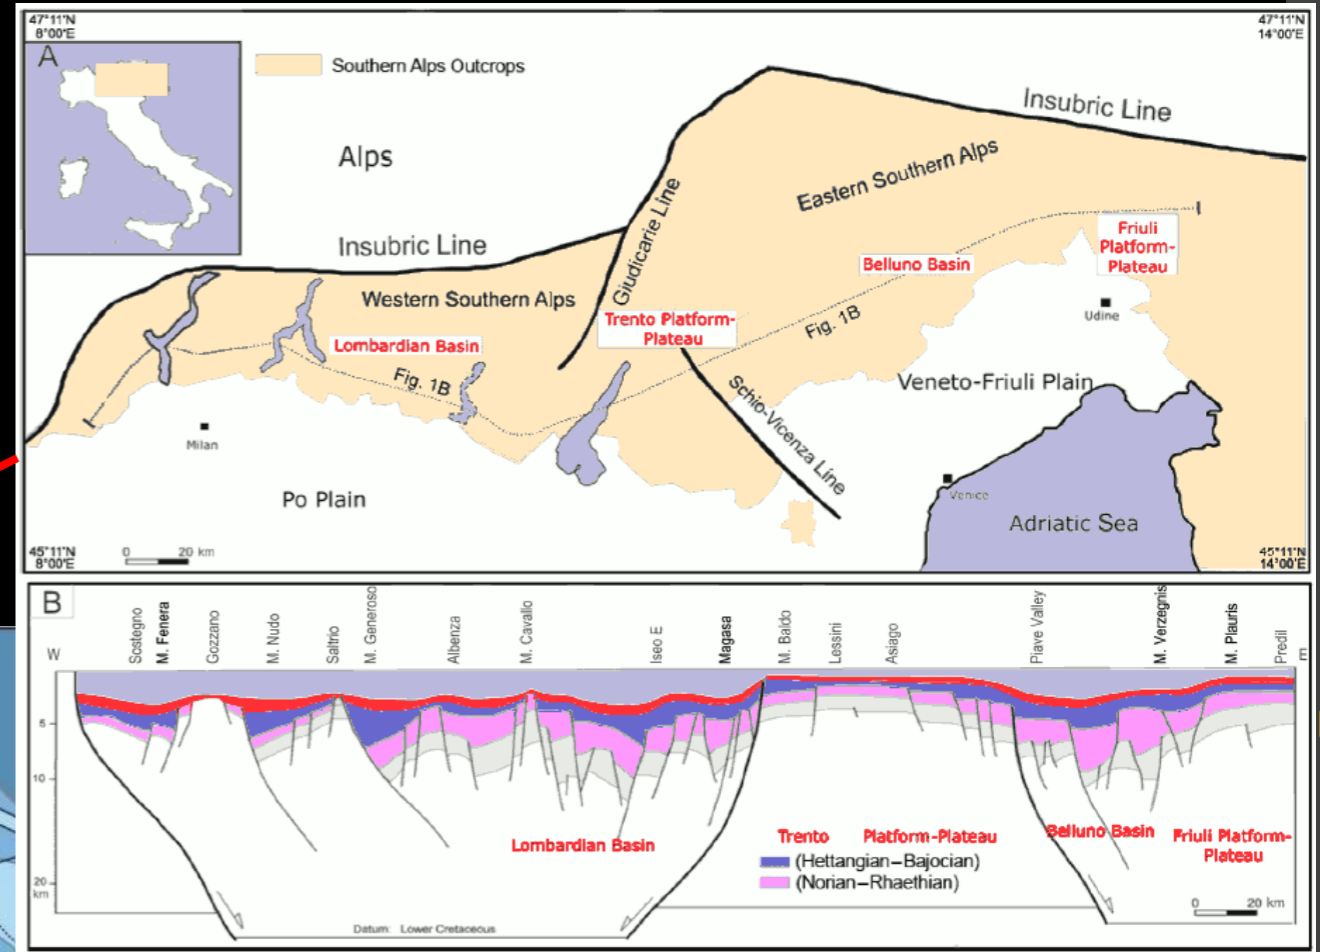 47°11'N
8°00'E
47°11'N
14°00'E
A
Southern Alps Outcrops
Insubric Line
Alps
Eastern Southern Alps
Giudicarie Line
Insubric Line
Friuli
Platform-
Plateau
Belluno Basin
Western Southern Alps
Trento Platform-
Plateau
Udine
Fig. 1B
Lombardian Basin
Fig. 1B
Veneto-Friuli Plain
Schio-Vicenza Line
Milan
Po Plain
Venice
Adriatic Sea
45°11'N
8°00'E
0 20 km
45°11'N
14°00'E
B
Sostegno
M. Fenera
Gozzano
M. Nudo
Saltrio
M. Generoso
Albenza
M. Cavallo
Iseo E
Magasa
M. Baldo
Lessini
Asiago
Piave Valley
M. Verzegnis
M. Plauris
Predil
W
E
5
10
20
km
Lombardian Basin
Trento Platform-Plateau
Belluno Basin
Friuli Platform-
Plateau
(Hettangian–Bajocian)
(Norian–Rhaethian)
0 20 km
Datum: Lower Cretaceous